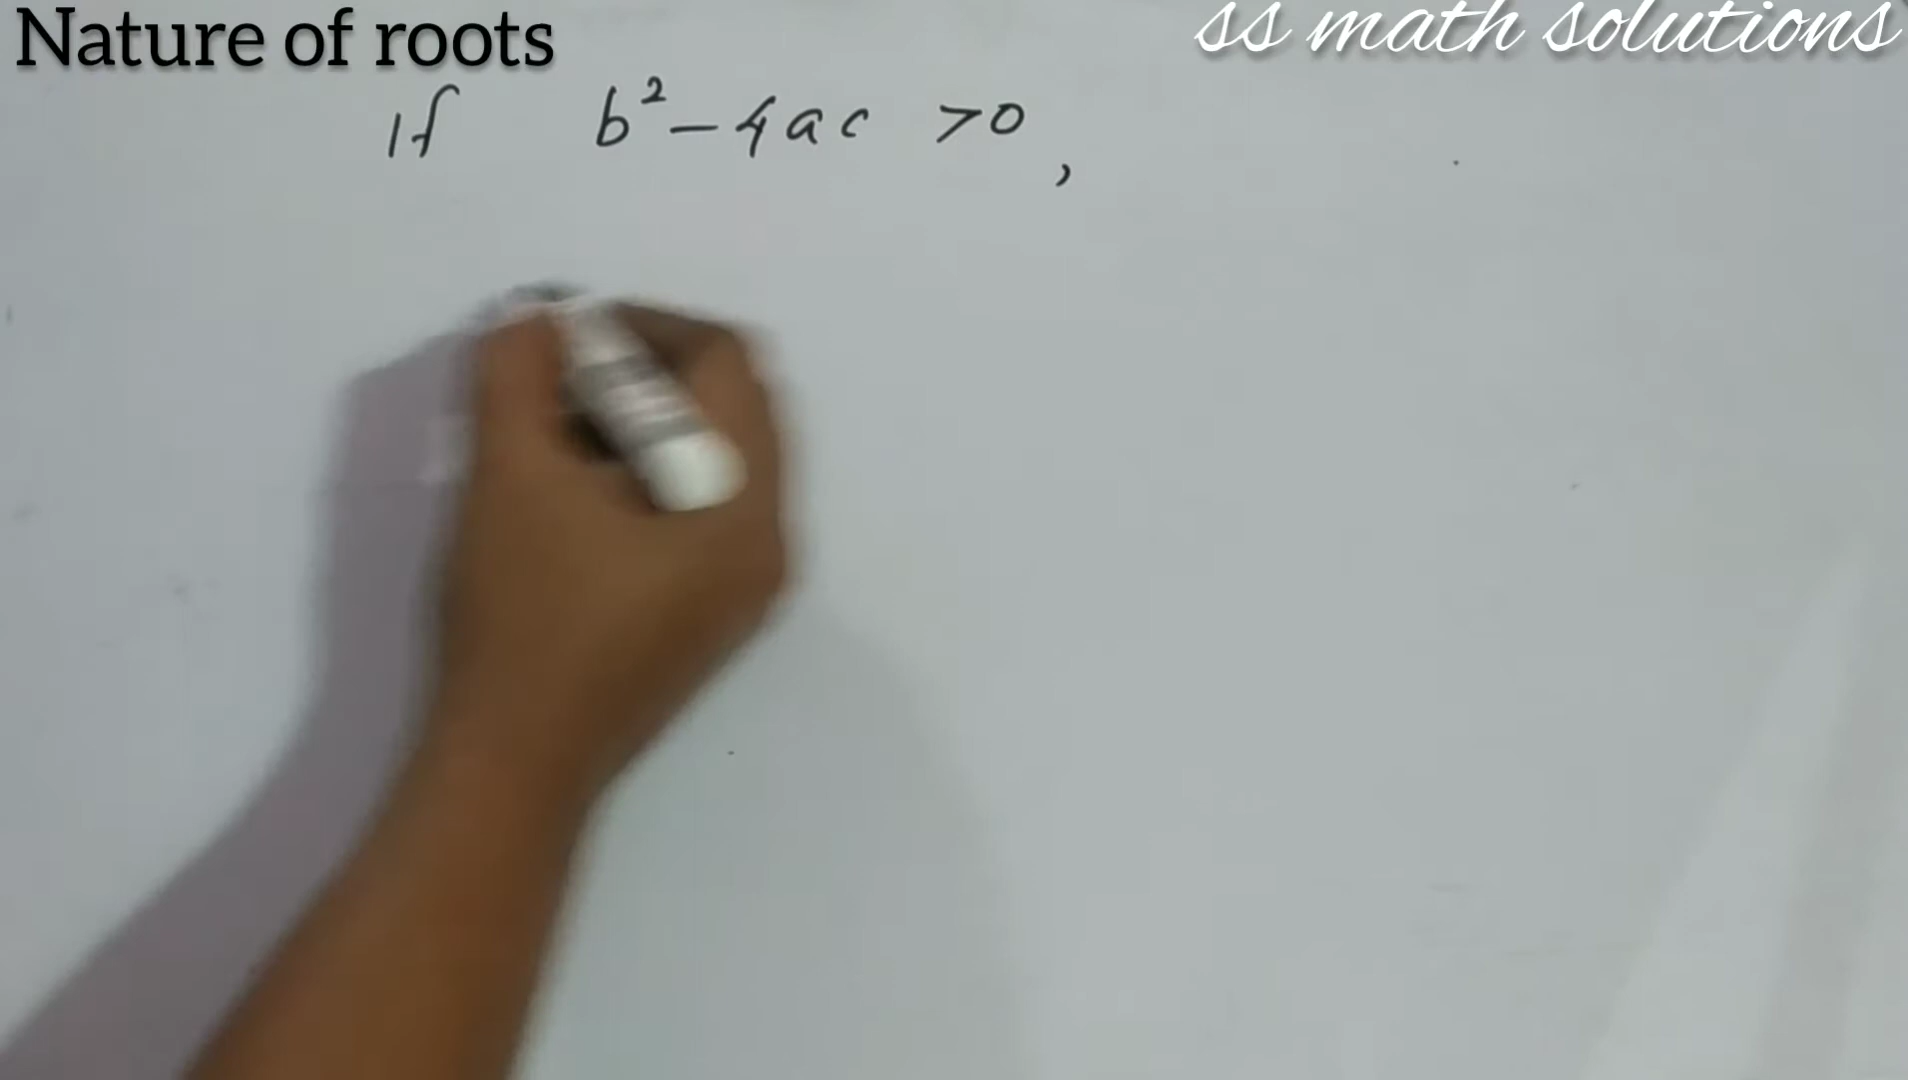 Nature of roots
ss math solutions
If b² - 4ac >0,